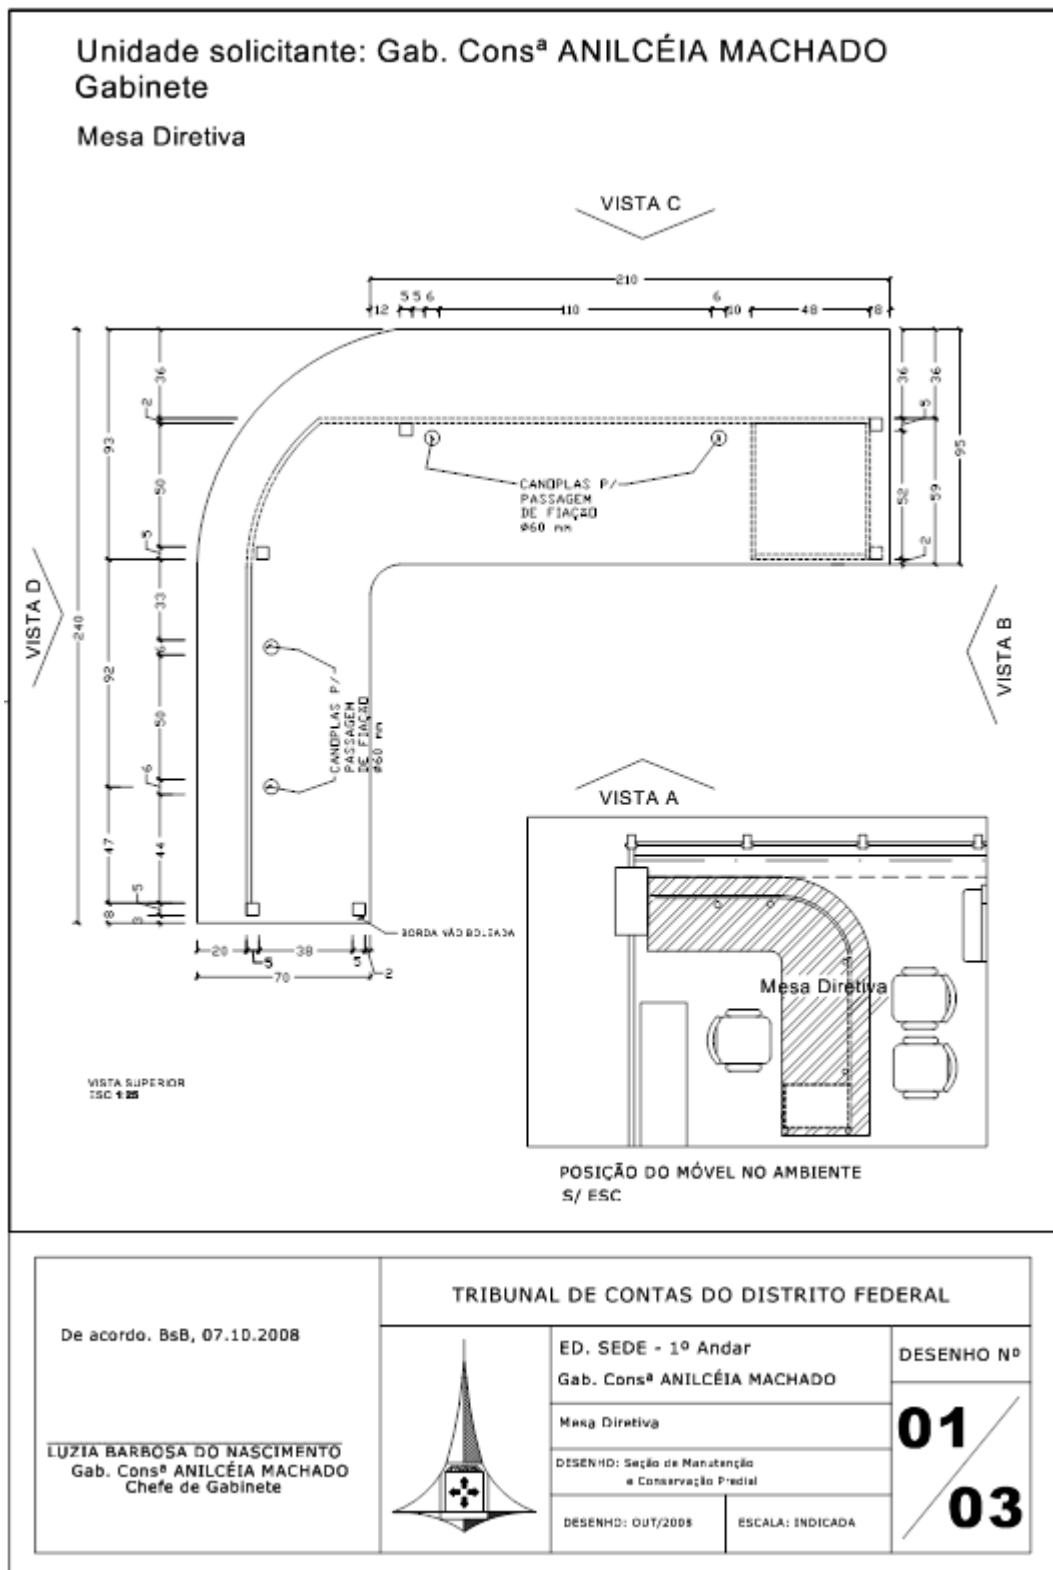 Unidade solicitante: Gab. Consª ANILCÉIA MACHADO
Gabinete
Mesa Diretiva
VISTA C
210
12
5 5 6
110
6
10
48
8
36
2
93
50
5
240
33
6
92
50
6
47
44
5
8
3
36
36
5
95
52
59
2
CANOPLAS P/
PASSAGEM
DE FIAÇÃO
ø60 mm
CANOPLAS P/
PASSAGEM
DE FIAÇÃO
ø60 mm
VISTA D
VISTA B
VISTA A
BORDA NÃO BOLEADA
20
5
38
5
2
70
Mesa Diretiva
VISTA SUPERIOR
ESC 1:25
POSIÇÃO DO MÓVEL NO AMBIENTE
S/ ESC
De acordo. BsB, 07.10.2008
LUZIA BARBOSA DO NASCIMENTO
Gab. Consª ANILCÉIA MACHADO
Chefe de Gabinete
TRIBUNAL DE CONTAS DO DISTRITO FEDERAL
ED. SEDE - 1º Andar
Gab. Consª ANILCÉIA MACHADO
Mesa Diretiva
DESENHO: Seção de Manutenção
e Conservação Predial
DESENHO: OUT/2008
ESCALA: INDICADA
DESENHO Nº
01
03